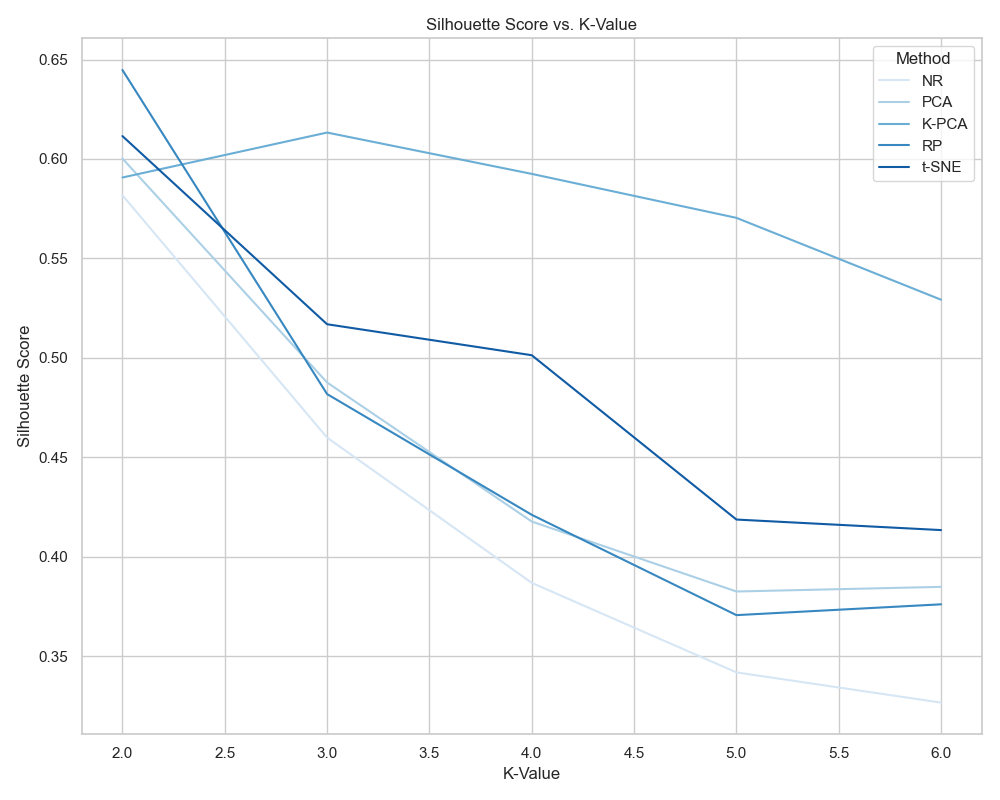 Silhouette Score vs. K-Value
Method
NR
PCA
K-PCA
RP
t-SNE
Silhouette Score
0.65
0.60
0.55
0.50
0.45
0.40
0.35
2.0 2.5 3.0 3.5 4.0 4.5 5.0 5.5 6.0
K-Value